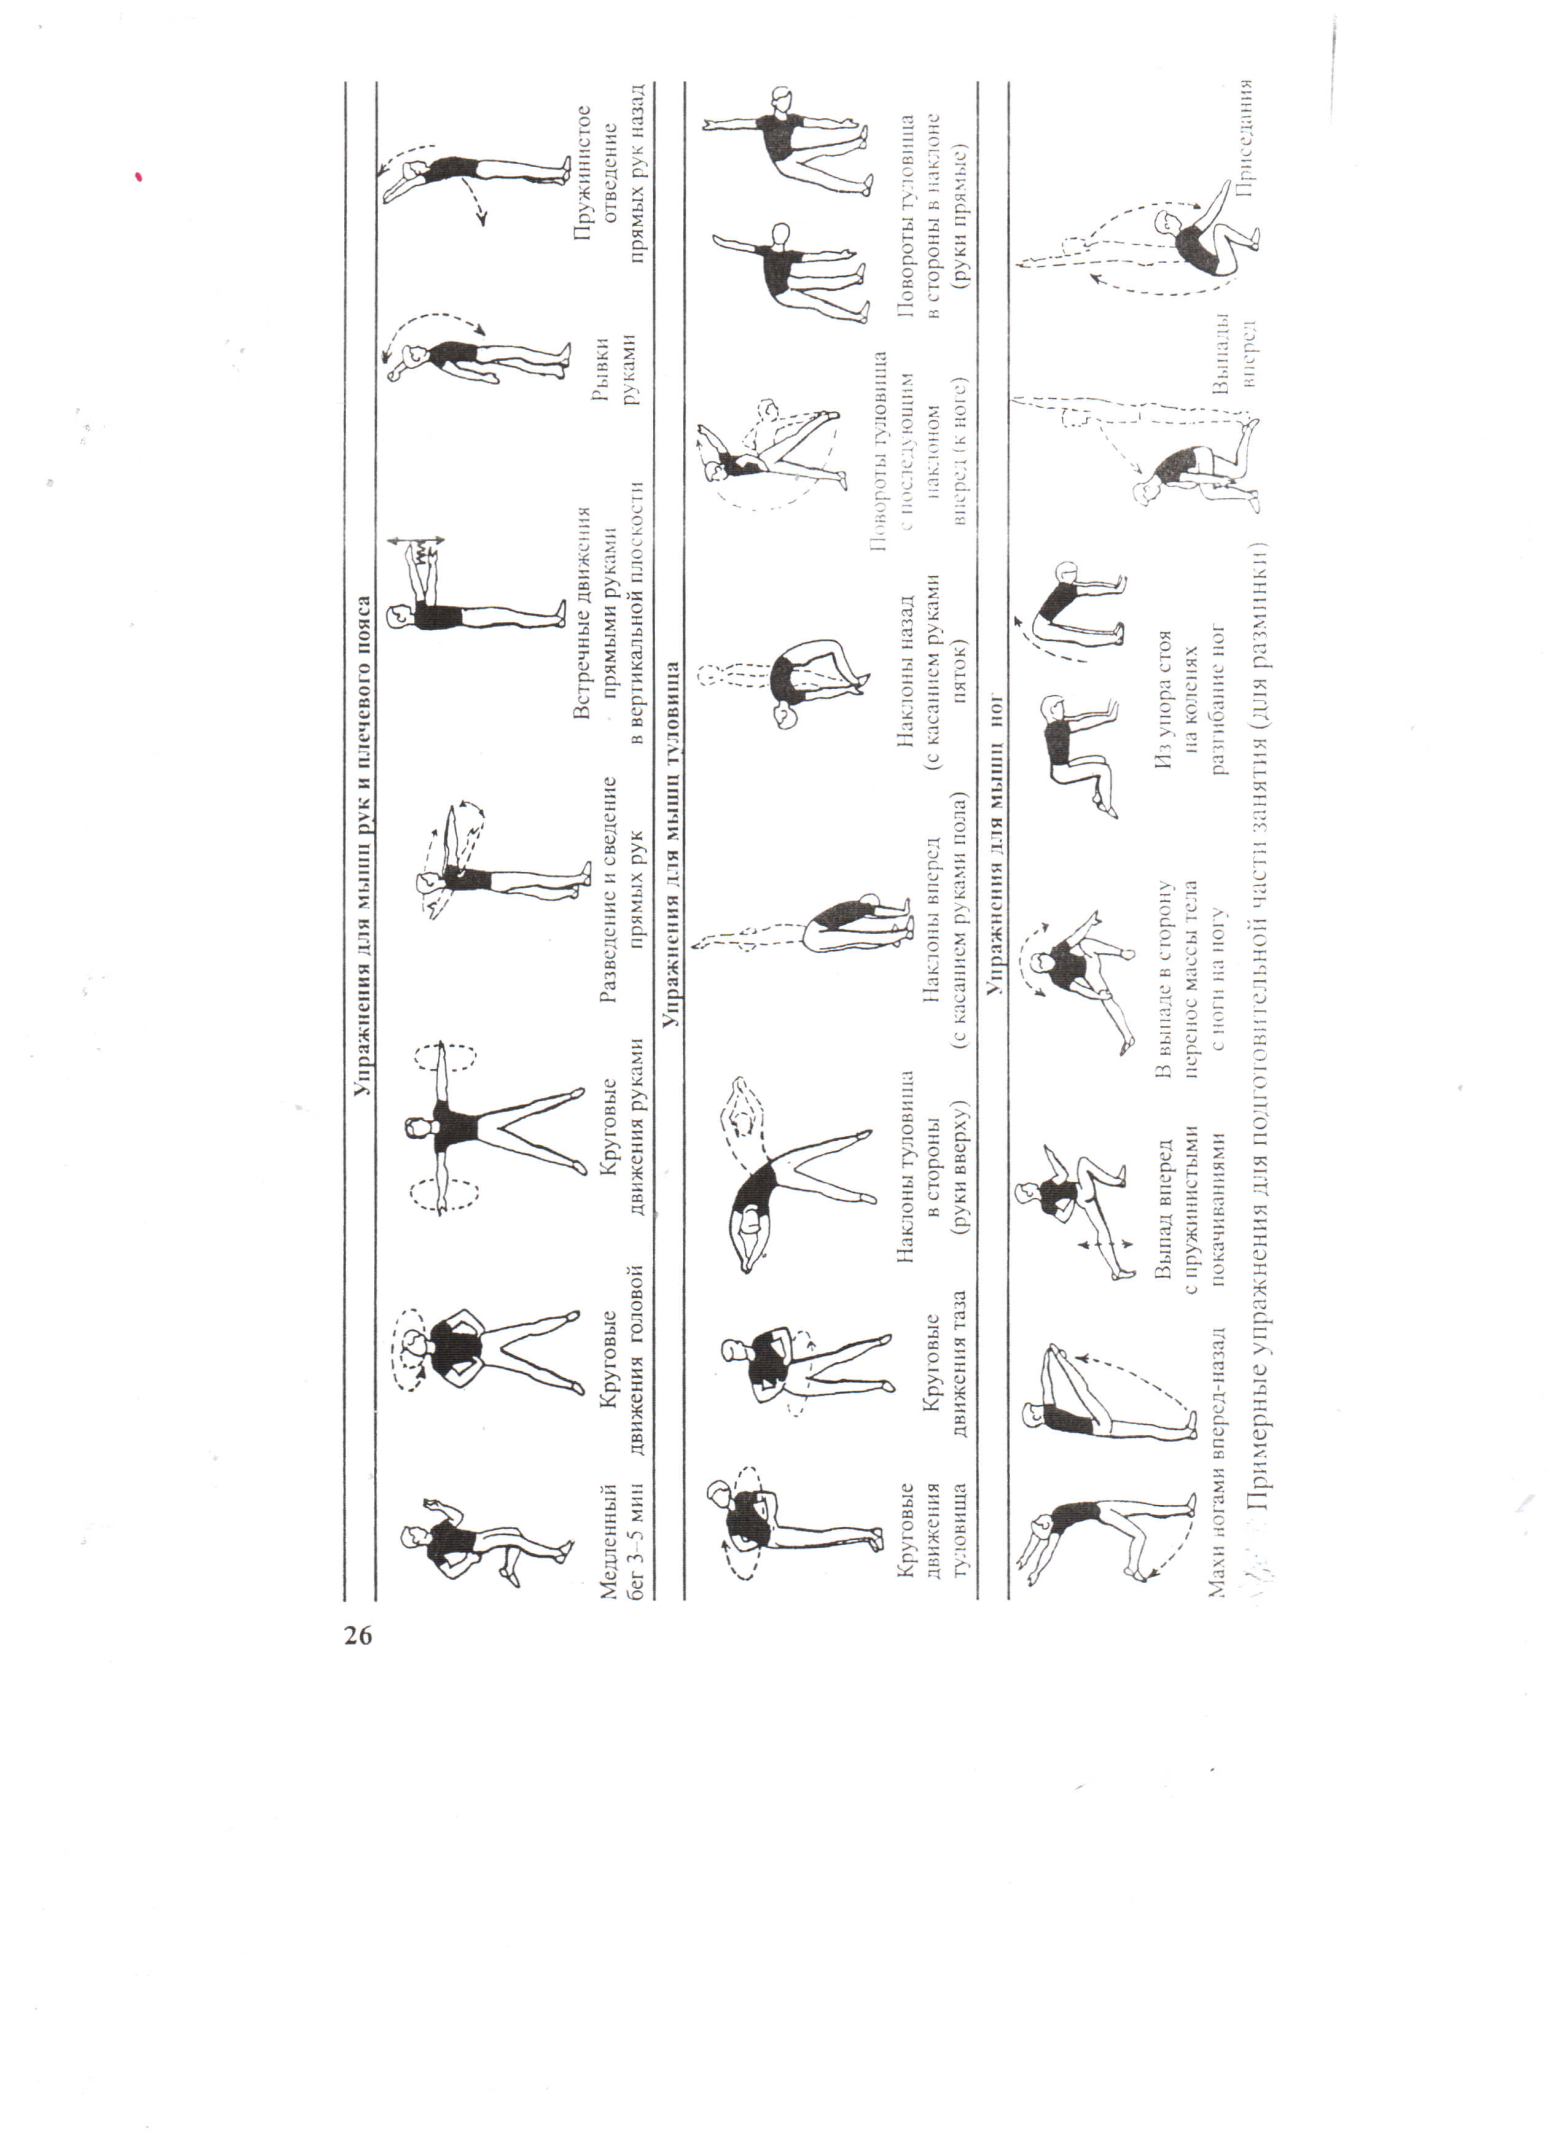 26
Упражнения для мышц рук и плечевого пояса
Медленный
бег 3–5 мин
Круговые
движения головой
Круговые
движения руками
Разведение и сведение
прямых рук
Встречные движения
прямыми руками
в вертикальной плоскости
Рывки
руками
Пружинистое
отведение
прямых рук назад
Упражнения для мышц туловища
Круговые
движения
туловища
Круговые
движения таза
Наклоны туловища
в стороны
(руки вверху)
Наклоны вперед
(с касанием руками пола)
Наклоны назад
(с касанием руками
пяток)
Повороты туловища
с последующим
наклоном
вперед (к ноге)
Повороты туловища
в стороны в наклоне
(руки прямые)
Упражнения для мышц ног
Махи ногами вперед-назад
Выпад вперед
с пружинистыми
покачиваниями
В выпаде в сторону
перенос массы тела
с ноги на ногу
Из упора стоя
на коленях
разгибание ног
Выпады
вперед
Приседания
Примерные упражнения для подготовительной части занятия (для разминки)